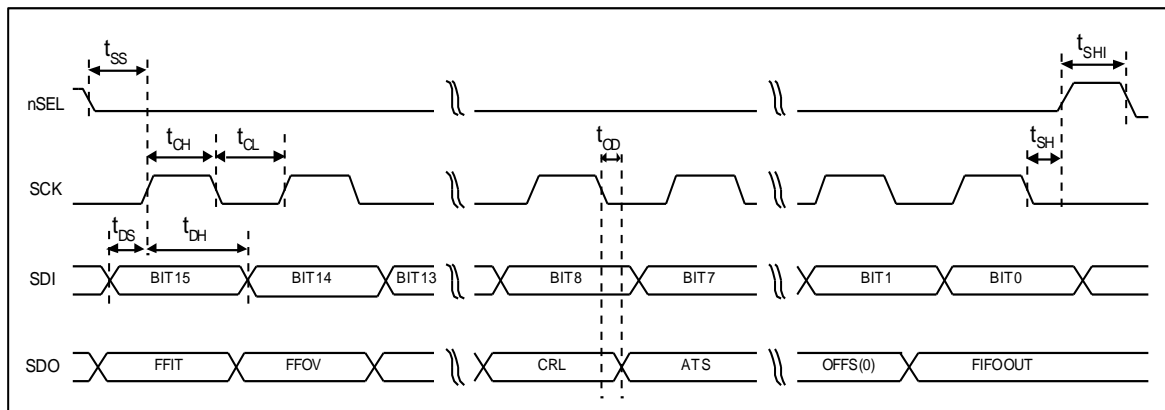 tSS
tSHI
nSEL
tCH
tCL
tOD
tSH
SCK
tDS
tDH
SDI
BIT15
BIT14
BIT13
BIT8
BIT7
BIT1
BIT0
SDO
FFIT
FFOV
CRL
ATS
OFFS(0)
FIFOOUT